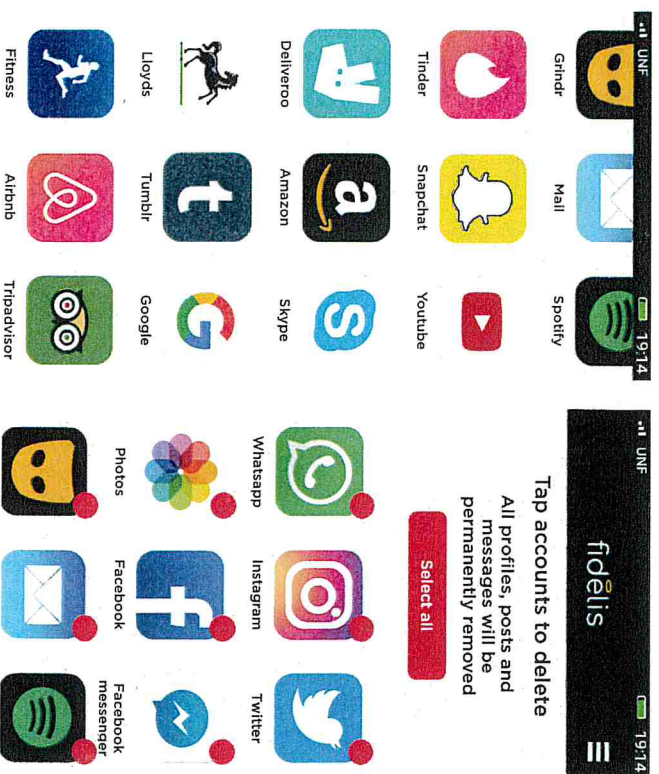 UNF 19:14
Grindr Mail Spotify
Tinder Snapchat Youtube
Deliveroo Amazon Skype
Lloyds Tumblr Google
Fitness Airbnb Tripadvisor
UNF 19:14
fidēlis
Tap accounts to delete
All profiles, posts and
messages will be
permanently removed
Select all
Whatsapp Instagram Twitter
Photos Facebook Facebook
messenger